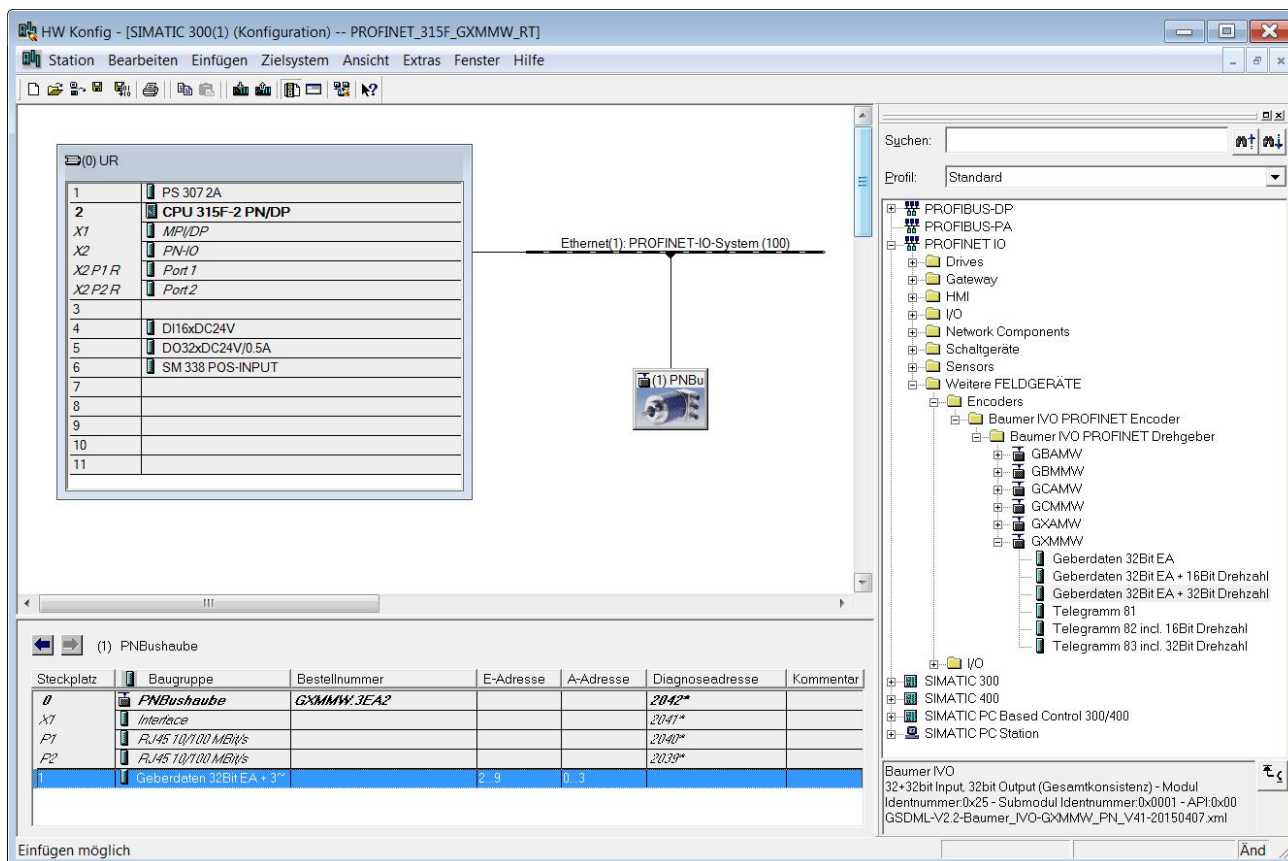 HW Konfig - [SIMATIC 300(1) (Konfiguration) -- PROFINET_315F_GXMMW_RT]
Station Bearbeiten Einfügen Zielsystem Ansicht Extras Fenster Hilfe
(0) UR
1 PS 307 2A
2 CPU 315F-2 PN/DP
X1 MPI/DP
X2 PN-IO
X2 P1 R Port 1
X2 P2 R Port 2
3
4 DI16xDC24V
5 DO32xDC24V/0.5A
6 SM 338 POS-INPUT
7
8
9
10
11
Ethernet(1): PROFINET-IO-System (100)
(1) PNBu
Suchen:
Profil: Standard
PROFIBUS-DP
PROFIBUS-PA
PROFINET IO
Drives
Gateway
HMI
I/O
Network Components
Schaltgeräte
Sensors
Weitere FELDGERÄTE
Encoders
Baumer IVO PROFINET Encoder
Baumer IVO PROFINET Drehgeber
GBAMW
GBMMW
GCAMW
GCMMW
GXAMW
GXMMW
Geberdaten 32Bit EA
Geberdaten 32Bit EA + 16Bit Drehzahl
Geberdaten 32Bit EA + 32Bit Drehzahl
Telegramm 81
Telegramm 82 incl. 16Bit Drehzahl
Telegramm 83 incl. 32Bit Drehzahl
I/O
SIMATIC 300
SIMATIC 400
SIMATIC PC Based Control 300/400
SIMATIC PC Station
(1) PNBushaube
Steckplatz Baugruppe Bestellnummer E-Adresse A-Adresse Diagnoseadresse Kommentar
0 PNBushaube GXMMW.3EA2 2042*
X1 Interface 2041*
P1 RJ45 10/100 MBit/s 2040*
P2 RJ45 10/100 MBit/s 2039*
1 Geberdaten 32Bit EA + 3~ 2...9 0...3
Baumer IVO
32+32bit Input, 32bit Output (Gesamtkonsistenz) - Modul
Identnummer:0x25 - Submodul Identnummer:0x0001 - API:0x00
GSDML-V2.2-Baumer_IVO-GXMMW_PN_V41-20150407.xml
Einfügen möglich
Änd